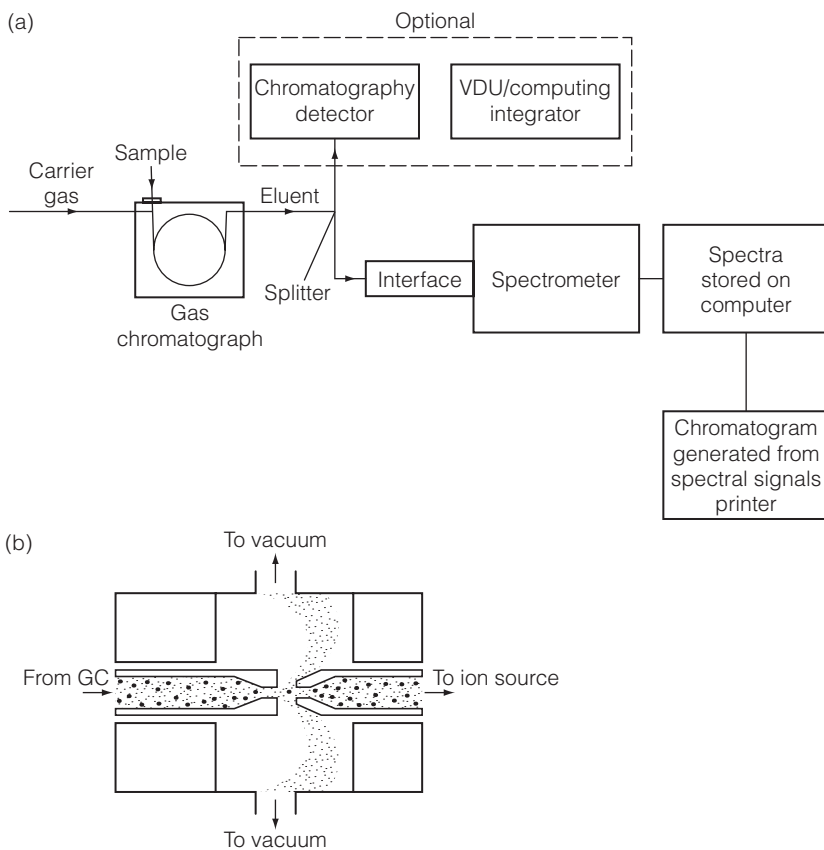 (a)
Optional
Chromatography
detector
VDU/computing
integrator
Sample
Carrier
gas
Eluent
Splitter
Gas
chromatograph
Interface
Spectrometer
Spectra
stored on
computer
Chromatogram
generated from
spectral signals
printer
(b)
To vacuum
From GC
To ion source
To vacuum